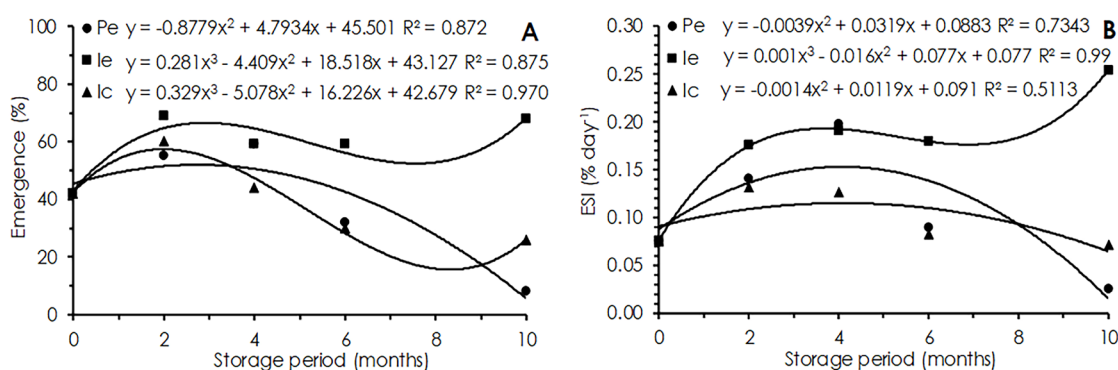 A
Pe y = -0.8779x² + 4.7934x + 45.501 R² = 0.872
Ie y = 0.281x³ - 4.409x² + 18.518x + 43.127 R² = 0.875
Ic y = 0.329x³ - 5.078x² + 16.226x + 42.679 R² = 0.970
Emergence (%)
100
80
60
40
20
0
0 2 4 6 8 10
Storage period (months)
B
Pe y = -0.0039x² + 0.0319x + 0.0883 R² = 0.7343
Ie y = 0.001x³ - 0.016x² + 0.077x + 0.077 R² = 0.99
Ic y = -0.0014x² + 0.0119x + 0.091 R² = 0.5113
ESI (% day⁻¹)
0.30
0.25
0.20
0.15
0.10
0.05
0.00
0 2 4 6 8 10
Storage period (months)